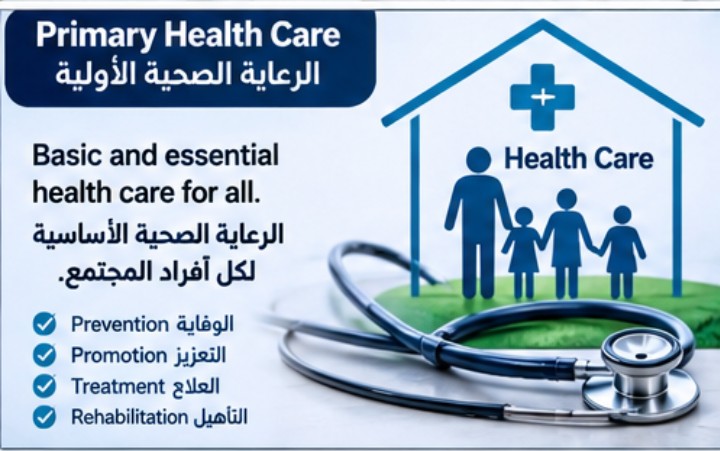 Primary Health Care
الرعاية الصحية الأولية
Basic and essential
health care for all.
الرعاية الصحية الأساسية
لكل أفراد المجتمع.
Prevention الوقاية
Promotion التعزيز
Treatment العلاج
Rehabilitation التأهيل
Health Care